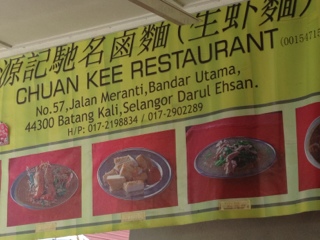 源記馳名鹵麵(生虾麵)
CHUAN KEE RESTAURANT (0015471
No.57,Jalan Meranti,Bandar Utama,
44300 Batang Kali,Selangor Darul Ehsan.
H/P: 017-2198834 / 017-2902289